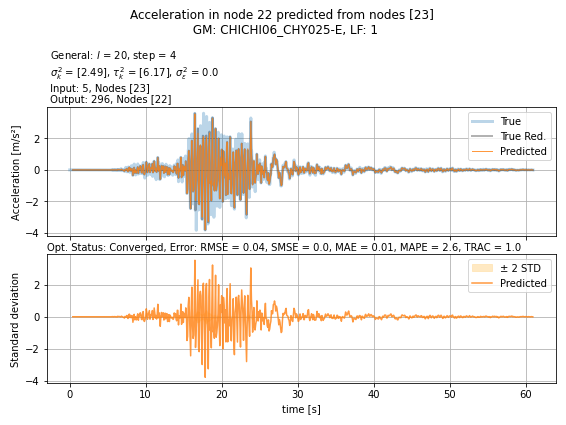 Acceleration in node 22 predicted from nodes [23]
GM: CHICHI06_CHY025-E, LF: 1
General: l = 20, step = 4
σ²ₖ = [2.49], τ²ₖ = [6.17], σ²ₑ = 0.0
Input: 5, Nodes [23]
Output: 296, Nodes [22]
Acceleration [m/s²]
2
0
−2
−4
True
True Red.
Predicted
Opt. Status: Converged, Error: RMSE = 0.04, SMSE = 0.0, MAE = 0.01, MAPE = 2.6, TRAC = 1.0
Standard deviation
2
0
−2
−4
± 2 STD
Predicted
0 10 20 30 40 50 60
time [s]